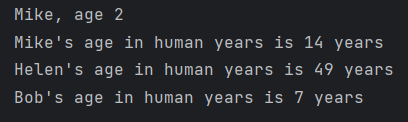 Mike, age 2
Mike's age in human years is 14 years
Helen's age in human years is 49 years
Bob's age in human years is 7 years